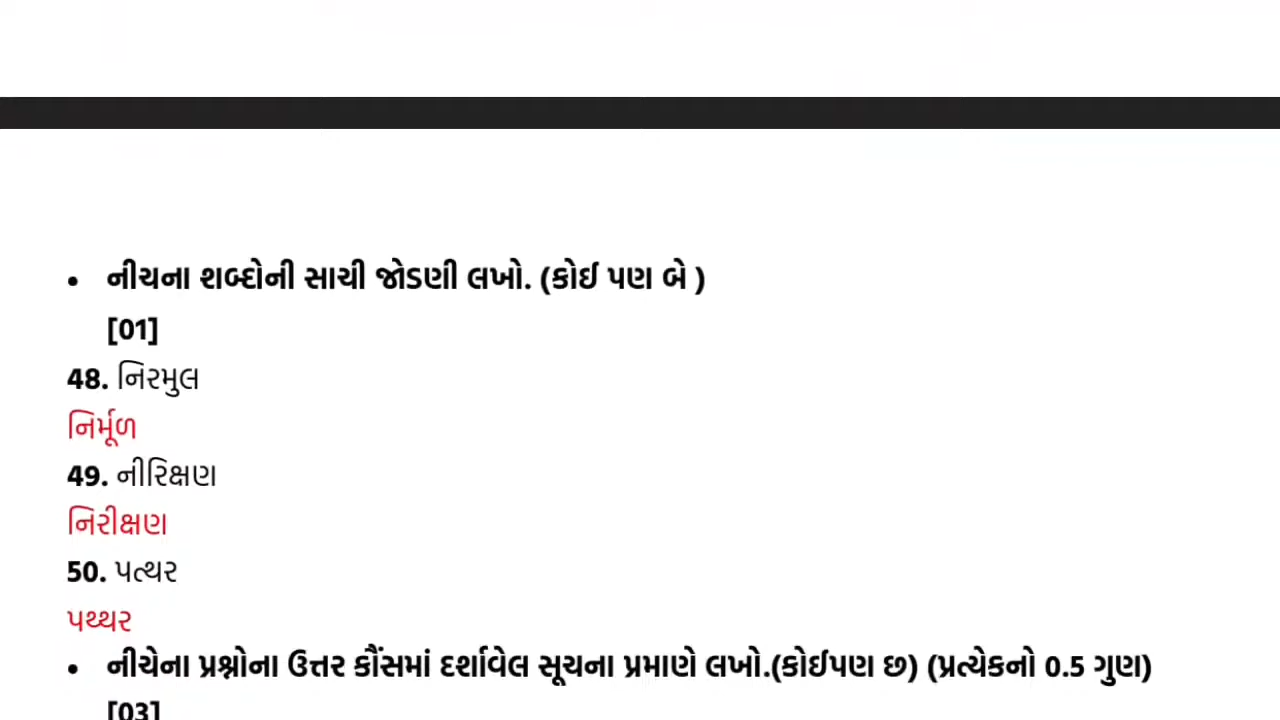 • નીચના શબ્દોની સાચી જોડણી લખો. (કોઈ પણ બે )
[01]
48. નિરમુલ
નિર્મૂળ
49. નીરિક્ષણ
નિરીક્ષણ
50. પત્થર
પથ્થર
• નીચેના પ્રશ્નોના ઉત્તર કૌંસમાં દર્શાવેલ સૂચના પ્રમાણે લખો.(કોઈપણ છ) (પ્રત્યેકનો 0.5 ગુણ)
[03]